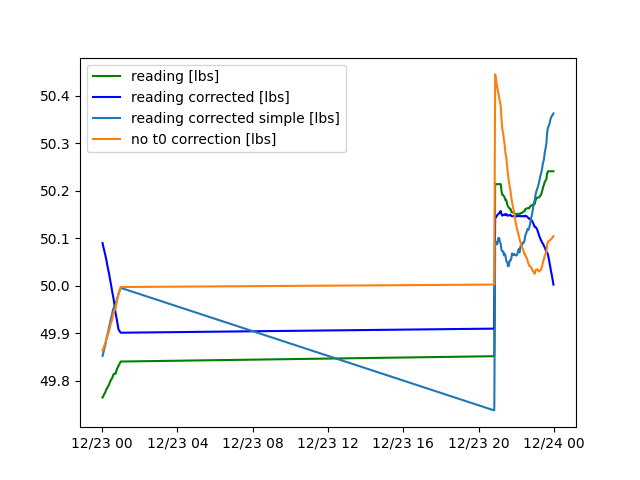 reading [lbs]
reading corrected [lbs]
reading corrected simple [lbs]
no t0 correction [lbs]
50.4
50.3
50.2
50.1
50.0
49.9
49.8
12/23 00 12/23 04 12/23 08 12/23 12 12/23 16 12/23 20 12/24 00